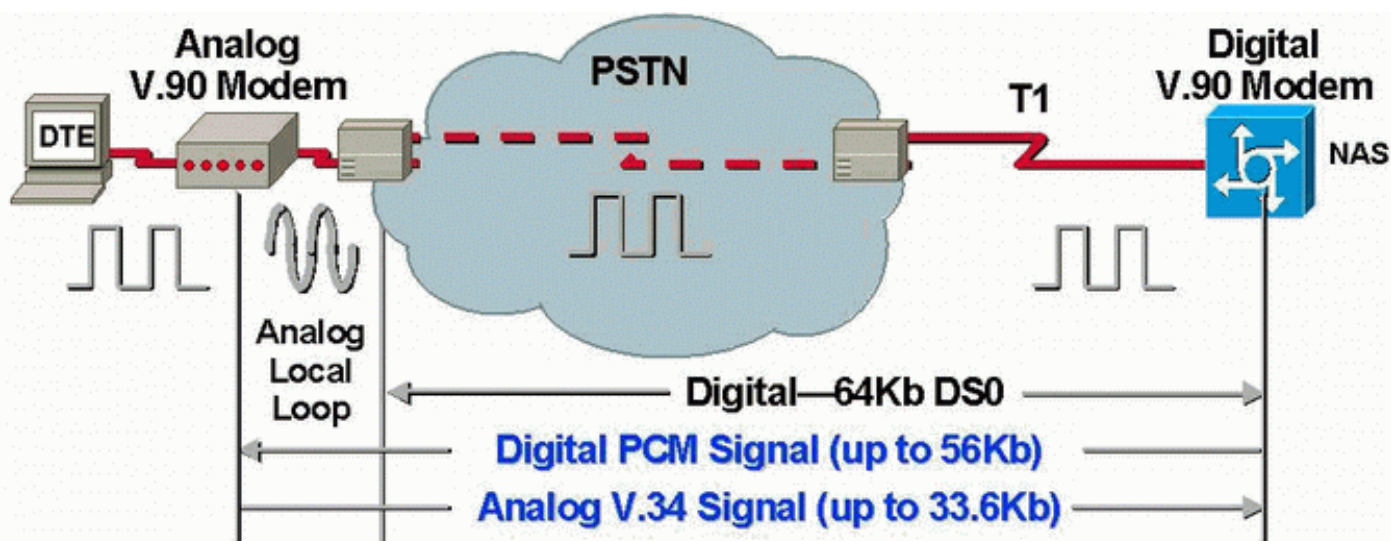 Analog
V.90 Modem
PSTN
Digital
V.90 Modem
T1
DTE
NAS
Analog
Local
Loop
Digital—64Kb DS0
Digital PCM Signal (up to 56Kb)
Analog V.34 Signal (up to 33.6Kb)